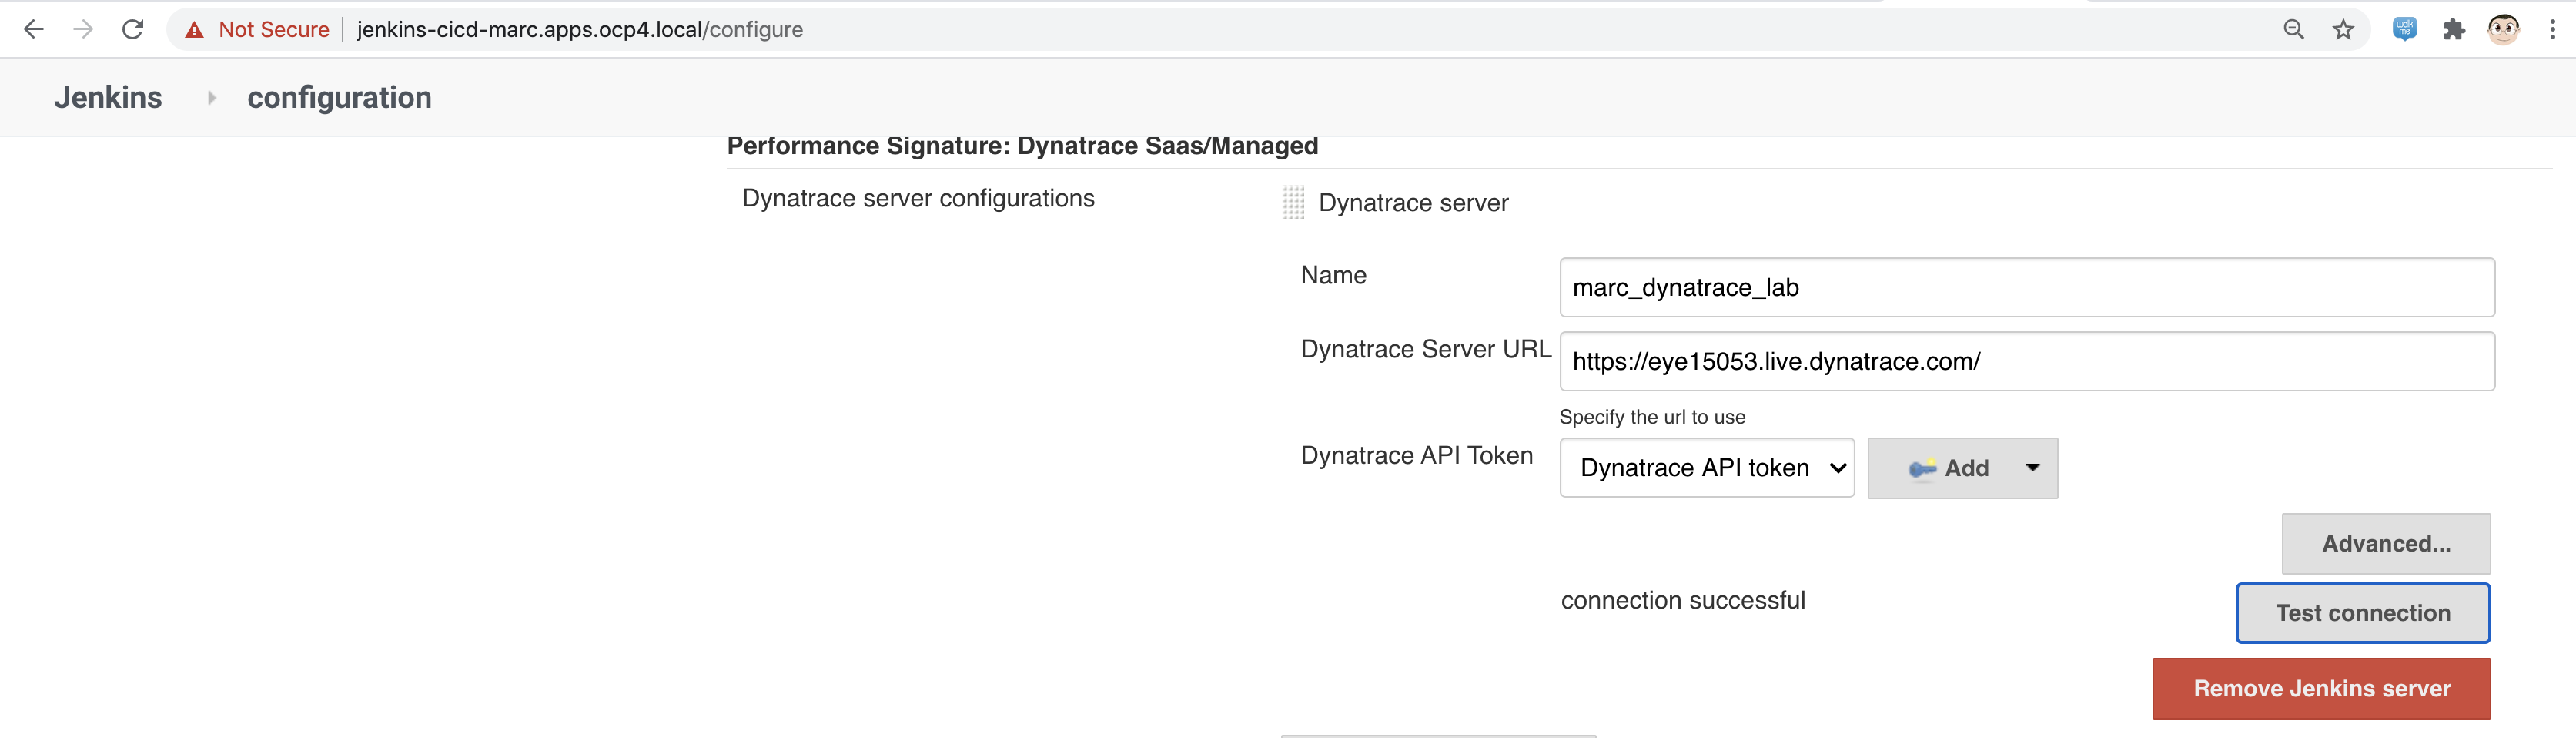 Not Secure | jenkins-cicd-marc.apps.ocp4.local/configure
walk me
Jenkins configuration
Performance Signature: Dynatrace Saas/Managed
Dynatrace server configurations
Dynatrace server
Name
marc_dynatrace_lab
Dynatrace Server URL
https://eye15053.live.dynatrace.com/
Specify the url to use
Dynatrace API Token
Dynatrace API token
Add
Advanced...
connection successful
Test connection
Remove Jenkins server